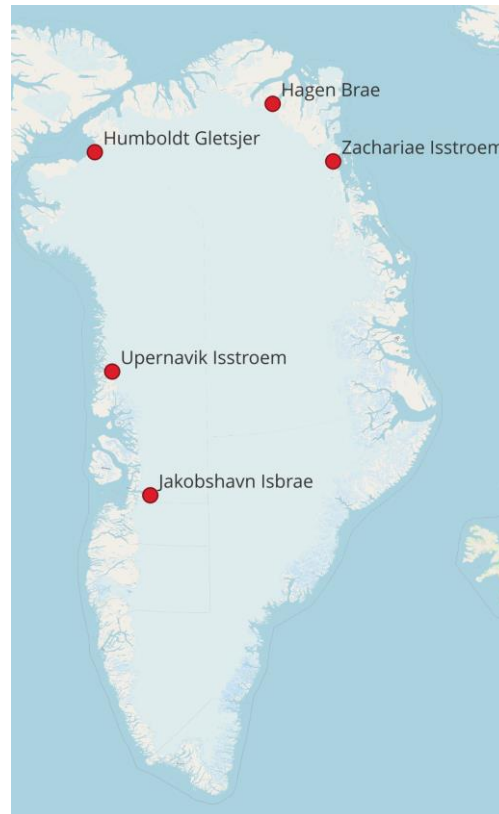 Hagen Brae
Humboldt Gletsjer
Zachariae Isstroem
Upernavik Isstroem
Jakobshavn Isbrae